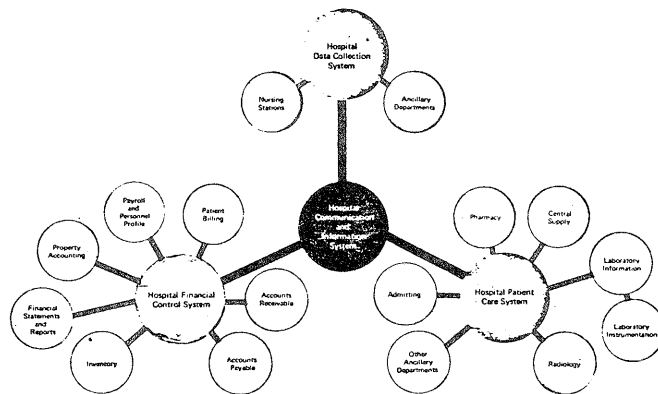 Hospital
Data Collection
System
Nursing
Stations
Ancillary
Departments
Hospital
Communication
and
Information
System
Payroll
and
Personnel
Profile
Patient
Billing
Property
Accounting
Hospital Financial
Control System
Accounts
Receivable
Financial
Statements
and
Reports
Inventory
Accounts
Payable
Pharmacy
Central
Supply
Laboratory
Information
Admitting
Hospital Patient
Care System
Laboratory
Instrumentation
Other
Ancillary
Departments
Radiology